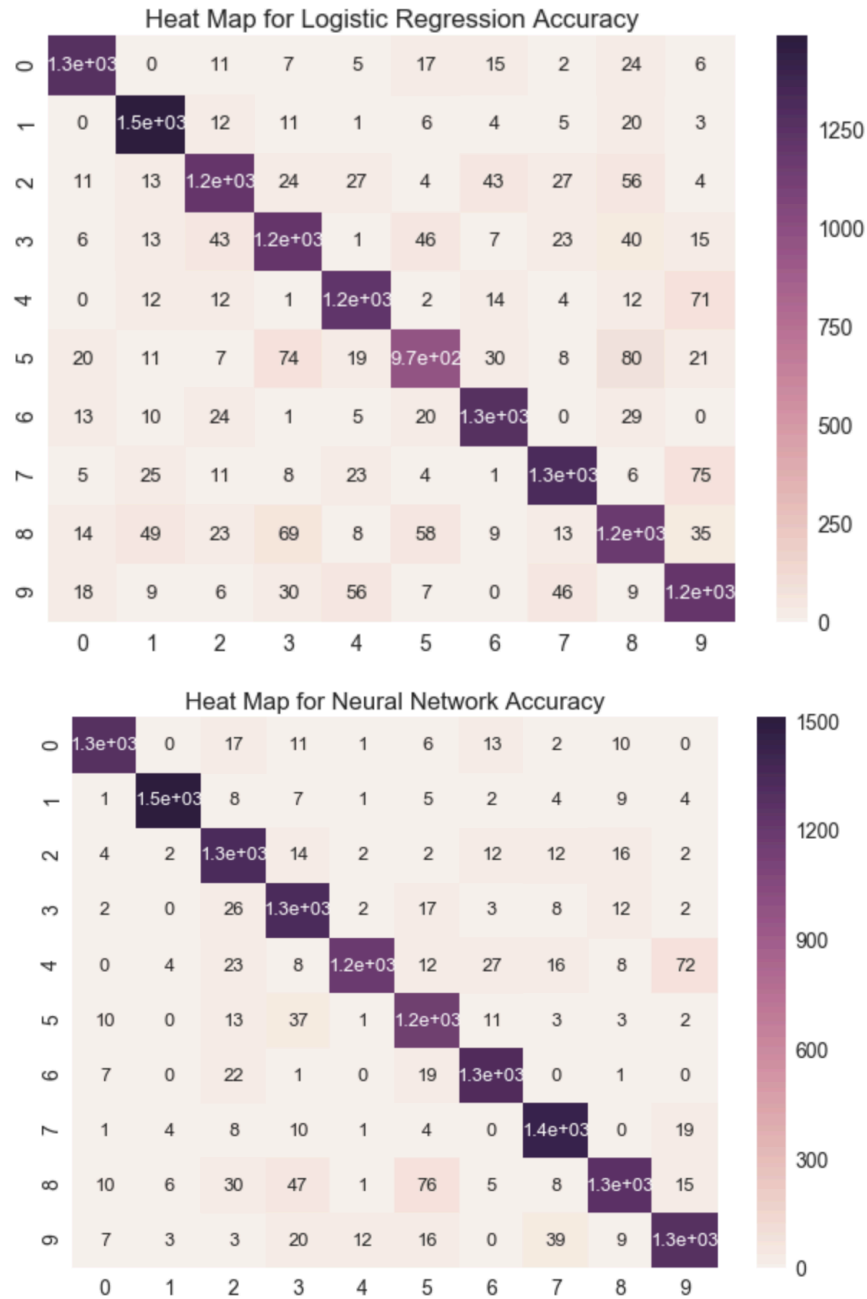 Heat Map for Logistic Regression Accuracy
0 1.3e+03 0 11 7 5 17 15 2 24 6
1 0 1.5e+03 12 11 1 6 4 5 20 3
2 11 13 1.2e+03 24 27 4 43 27 56 4
3 6 13 43 1.2e+03 1 46 7 23 40 15
4 0 12 12 1 1.2e+03 2 14 4 12 71
5 20 11 7 74 19 9.7e+02 30 8 80 21
6 13 10 24 1 5 20 1.3e+03 0 29 0
7 5 25 11 8 23 4 1 1.3e+03 6 75
8 14 49 23 69 8 58 9 13 1.2e+03 35
9 18 9 6 30 56 7 0 46 9 1.2e+03
0 1 2 3 4 5 6 7 8 9
1250
1000
750
500
250
0
Heat Map for Neural Network Accuracy
0 1.3e+03 0 17 11 1 6 13 2 10 0
1 1 1.5e+03 8 7 1 5 2 4 9 4
2 4 2 1.3e+03 14 2 2 12 12 16 2
3 2 0 26 1.3e+03 2 17 3 8 12 2
4 0 4 23 8 1.2e+03 12 27 16 8 72
5 10 0 13 37 1 1.2e+03 11 3 3 2
6 7 0 22 1 0 19 1.3e+03 0 1 0
7 1 4 8 10 1 4 0 1.4e+03 0 19
8 10 6 30 47 1 76 5 8 1.3e+03 15
9 7 3 3 20 12 16 0 39 9 1.3e+03
0 1 2 3 4 5 6 7 8 9
1500
1200
900
600
300
0